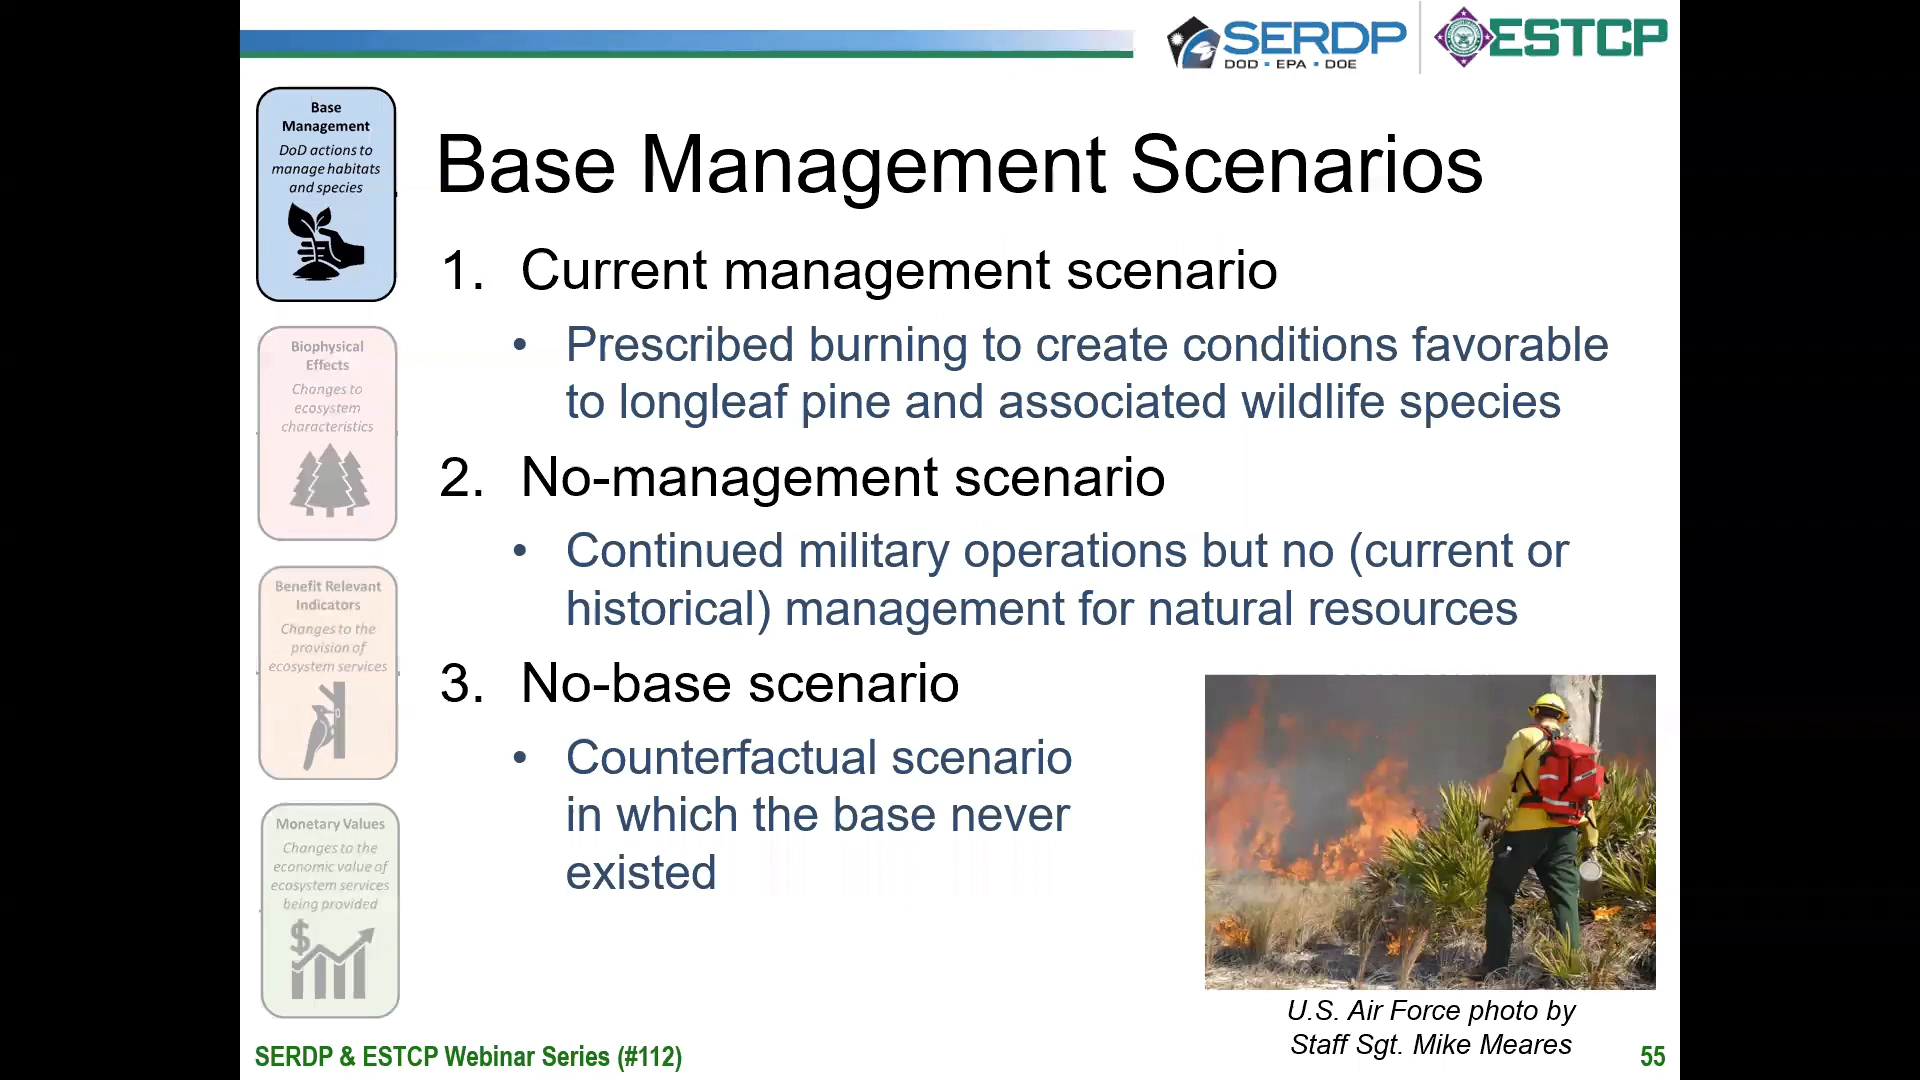 SERDP
DOD • EPA • DOE
ESTCP
Base
Management
DoD actions to
manage habitats
and species
Biophysical
Effects
Changes to
ecosystem
characteristics
Benefit Relevant
Indicators
Changes to the
provision of
ecosystem services
Monetary Values
Changes to the
economic value of
ecosystem services
being provided
$
Base Management Scenarios
1. Current management scenario
• Prescribed burning to create conditions favorable
to longleaf pine and associated wildlife species
2. No-management scenario
• Continued military operations but no (current or
historical) management for natural resources
3. No-base scenario
• Counterfactual scenario
in which the base never
existed
U.S. Air Force photo by
Staff Sgt. Mike Meares
SERDP & ESTCP Webinar Series (#112)
55